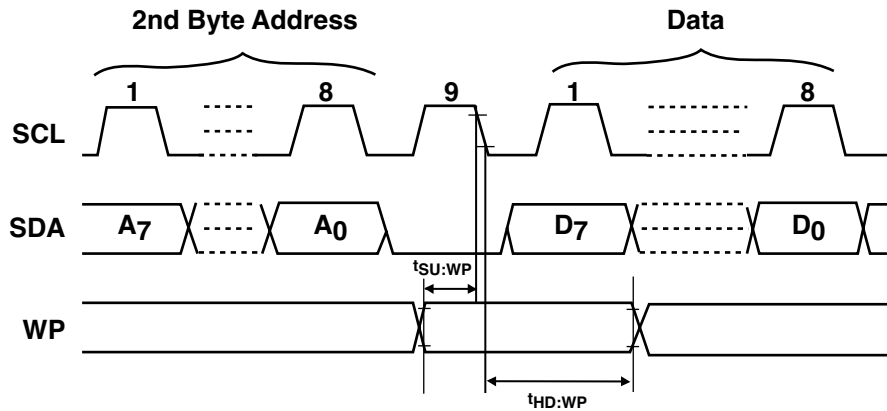 2nd Byte Address Data
1 8 9 1 8
SCL
SDA A7 A0 D7 D0
tSU:WP
WP
tHD:WP